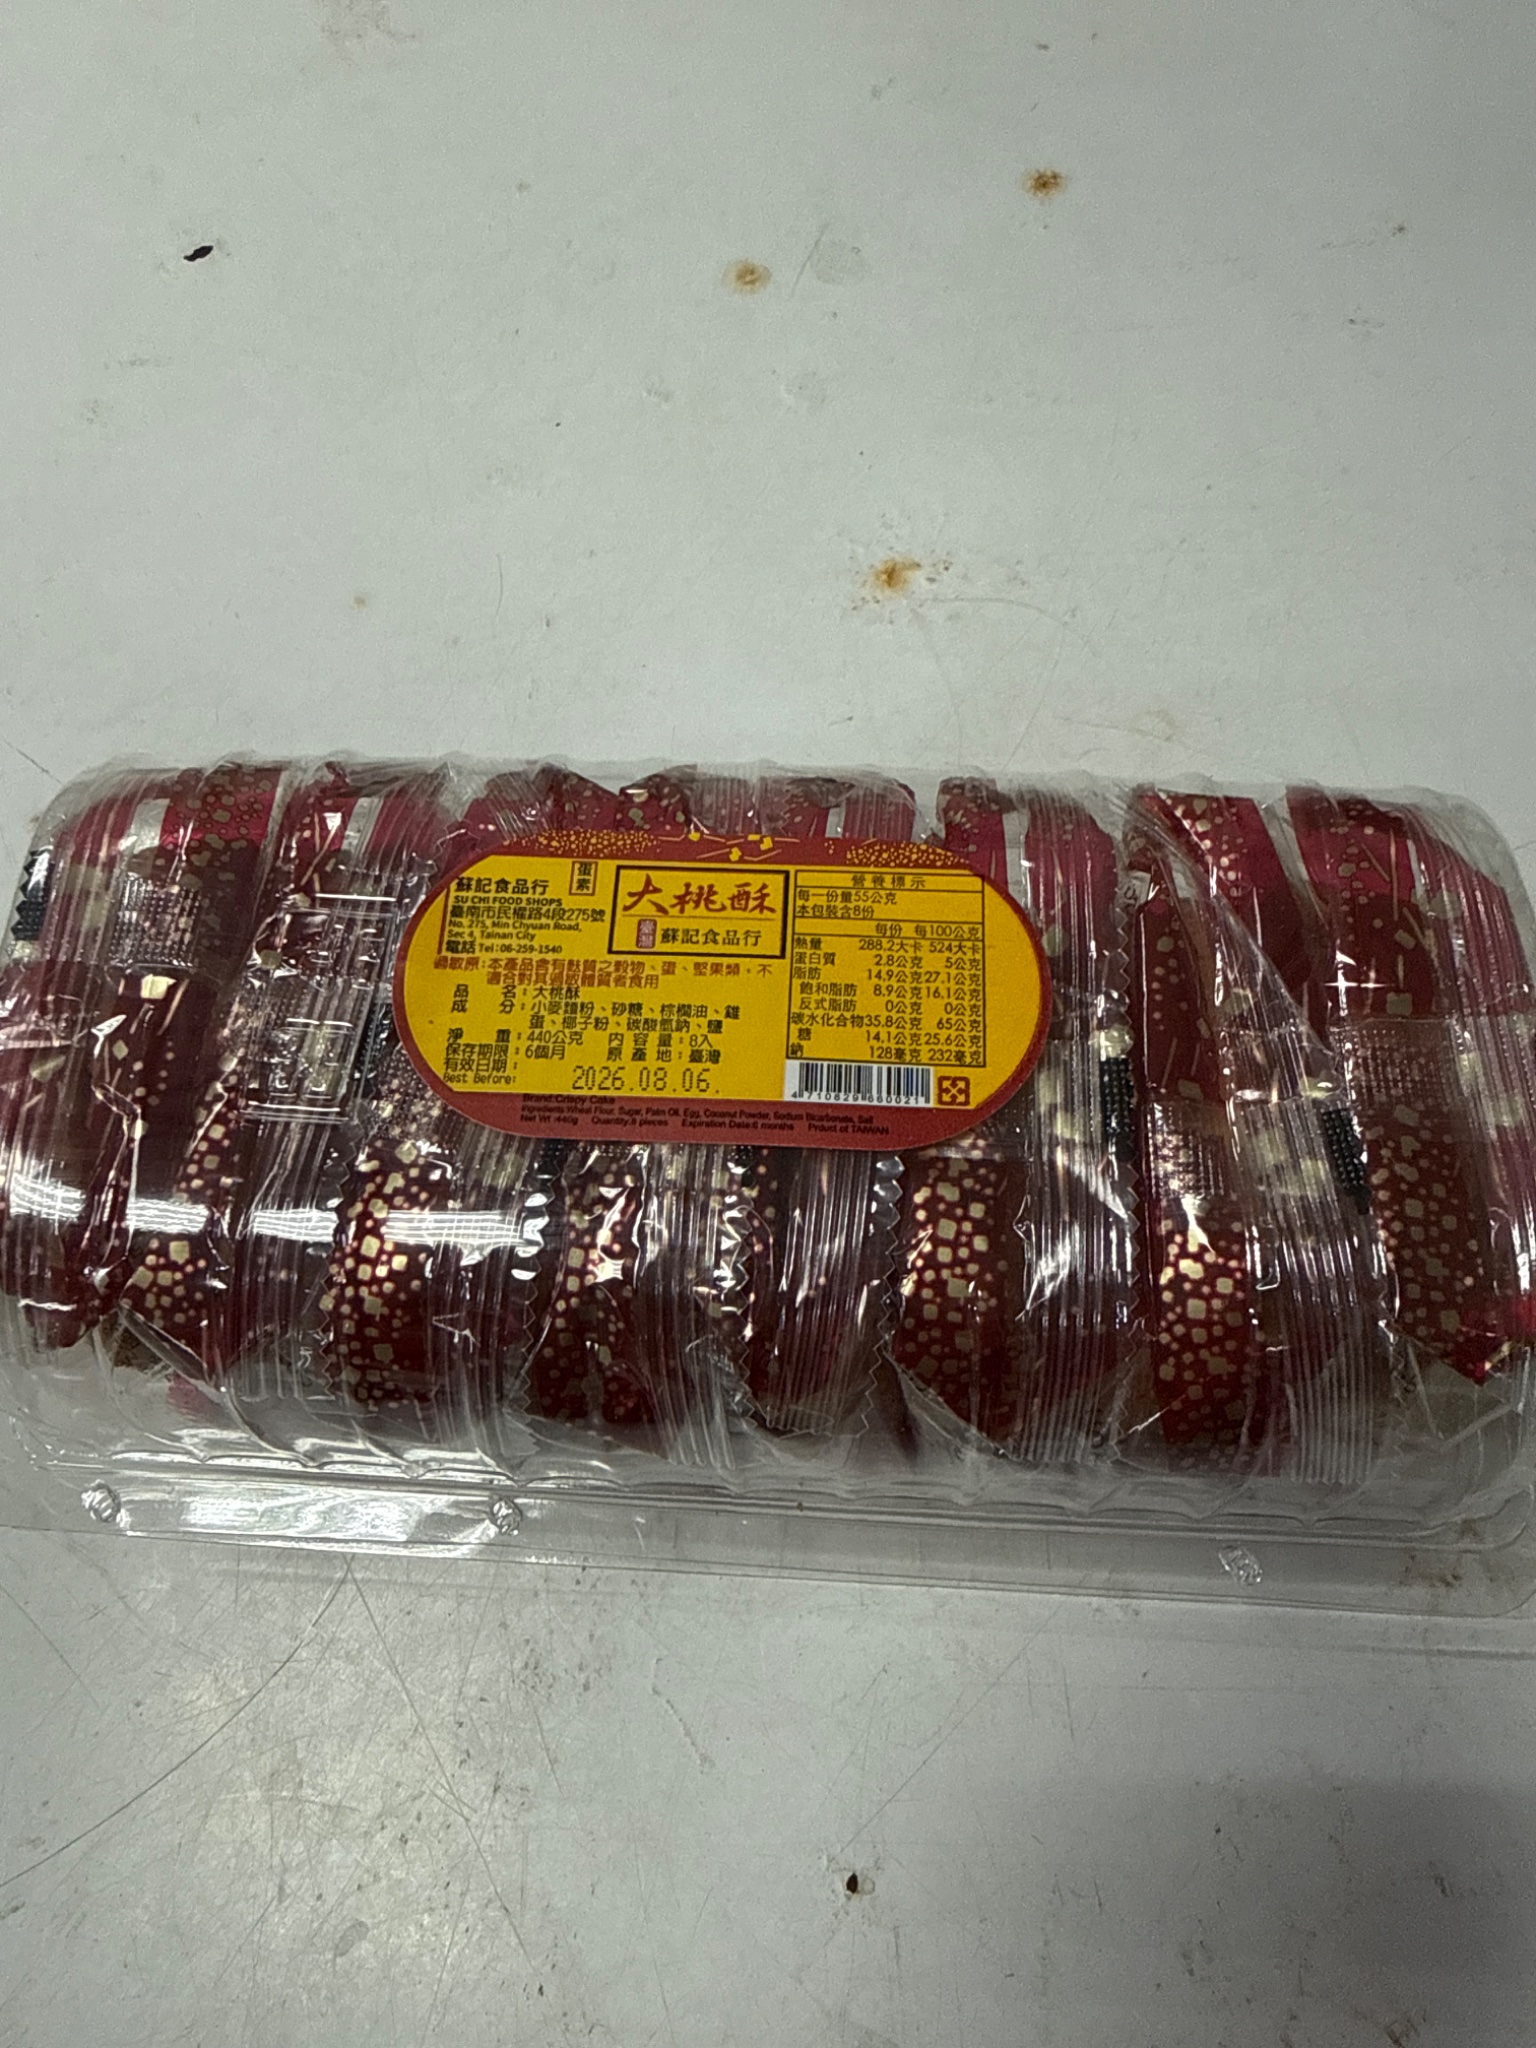 蘇記食品行
蛋素
SU CHI FOOD SHOPS
臺南市民權路4段275號
No. 275, Min Chyuan Road,
Sec 4, Tainan City
電話 Tel:06-259-1540
大桃酥
臺灣 蘇記食品行
過敏原:本產品含有麩質之穀物、蛋、堅果類。不
適合對其過敏體質者食用
品名:大桃酥
成分:小麥麵粉、砂糖、棕櫚油、雞
蛋、椰子粉、碳酸氫鈉、鹽
淨重:440公克 內容量:8入
保存期限:6個月 原產地:臺灣
有效日期:
Best Before:
2026.08.06.
營養標示
每一份量55公克
本包裝含8份
每份 每100公克
熱量 288.2大卡 524大卡
蛋白質 2.8公克 5公克
脂肪 14.9公克 27.1公克
飽和脂肪 8.9公克 16.1公克
反式脂肪 0公克 0公克
碳水化合物 35.8公克 65公克
糖 14.1公克 25.6公克
鈉 128毫克 232毫克
4 710629 660021
Brand:Crispy Cake
Ingredients:Wheat Flour, Sugar, Palm Oil, Egg, Coconut Powder, Sodium Bicarbonate, Salt
Net Wt :440g Quantity:8 pieces Expiration Data:6 months Prduct of TAIWAN